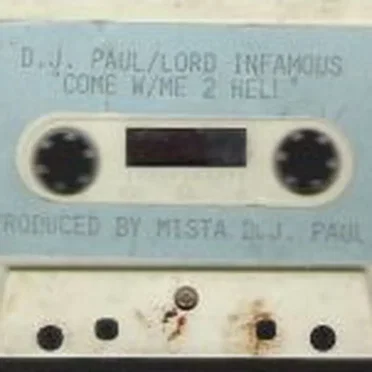 D.J. PAUL/LORD INFAMOUS
"COME W/ME 2 HELL"
PRODUCED BY MISTA D.J. PAUL